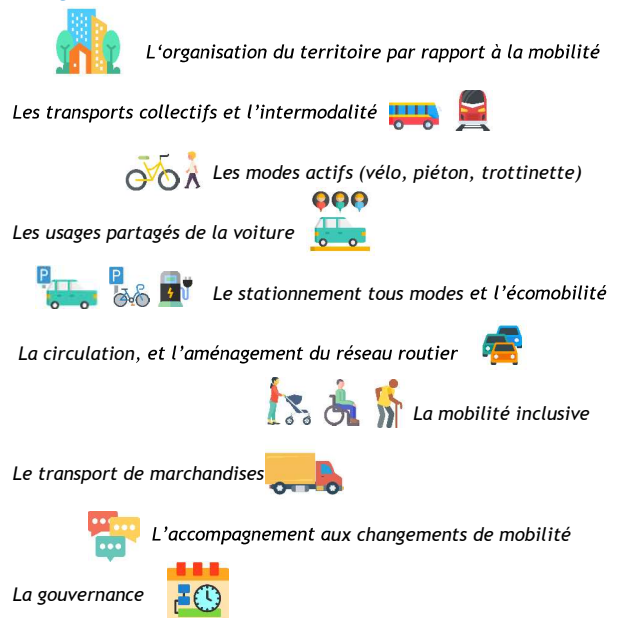 L‘organisation du territoire par rapport à la mobilité
Les transports collectifs et l’intermodalité
Les modes actifs (vélo, piéton, trottinette)
Les usages partagés de la voiture
P
P
Le stationnement tous modes et l’écomobilité
La circulation, et l’aménagement du réseau routier
La mobilité inclusive
Le transport de marchandises
L’accompagnement aux changements de mobilité
La gouvernance